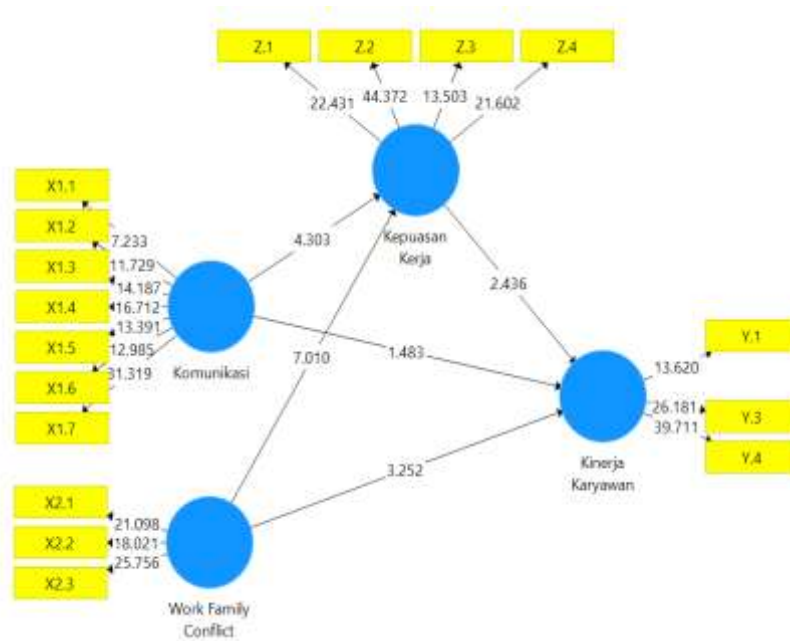 Z.1 Z.2 Z.3 Z.4
22.431 44.372 13.503 21.602
Kepuasan
Kerja
X1.1
X1.2
X1.3
X1.4
X1.5
X1.6
X1.7
7.233
11.729
14.187
16.712
13.391
12.985
31.319
Komunikasi
4.303
7.010
1.483
2.436
3.252
X2.1
X2.2
X2.3
21.098
18.021
25.756
Work Family
Conflict
Kinerja
Karyawan
13.620
26.181
39.711
Y.1
Y.3
Y.4